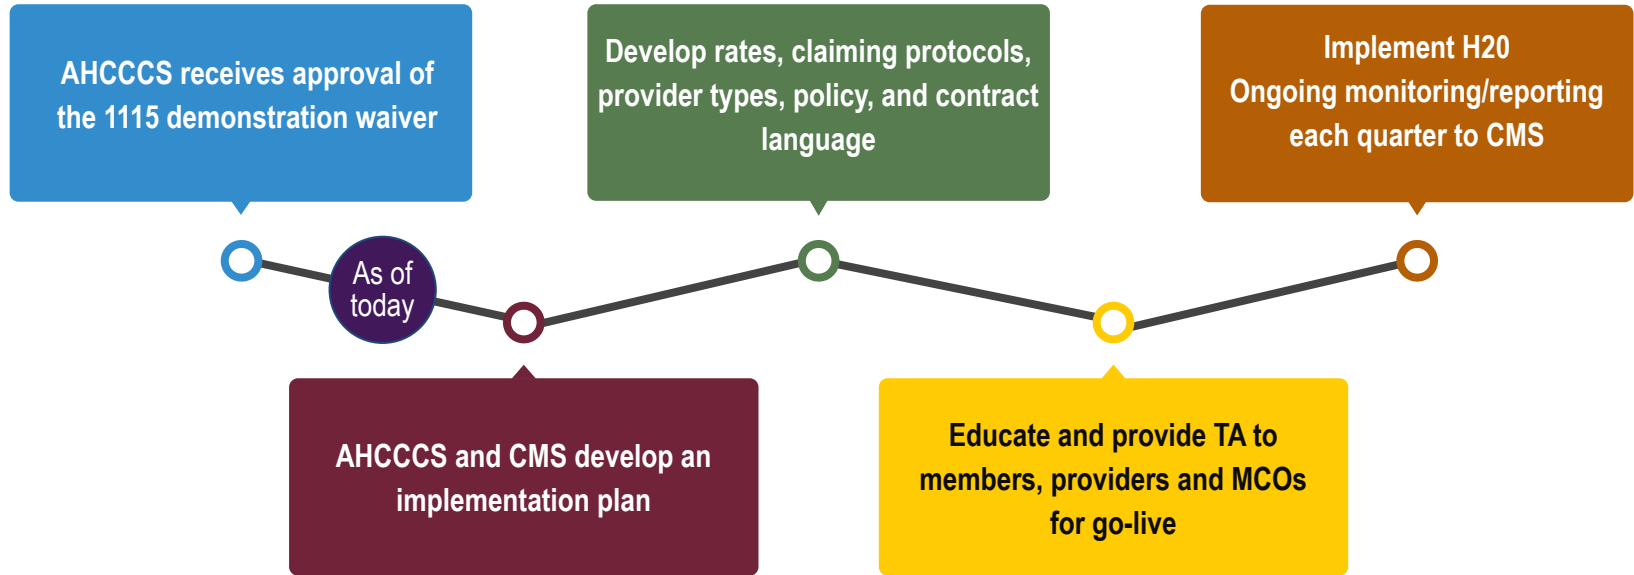 AHCCCS receives approval of
the 1115 demonstration waiver
As of
today
AHCCCS and CMS develop an
implementation plan
Develop rates, claiming protocols,
provider types, policy, and contract
language
Educate and provide TA to
members, providers and MCOs
for go-live
Implement H20
Ongoing monitoring/reporting
each quarter to CMS